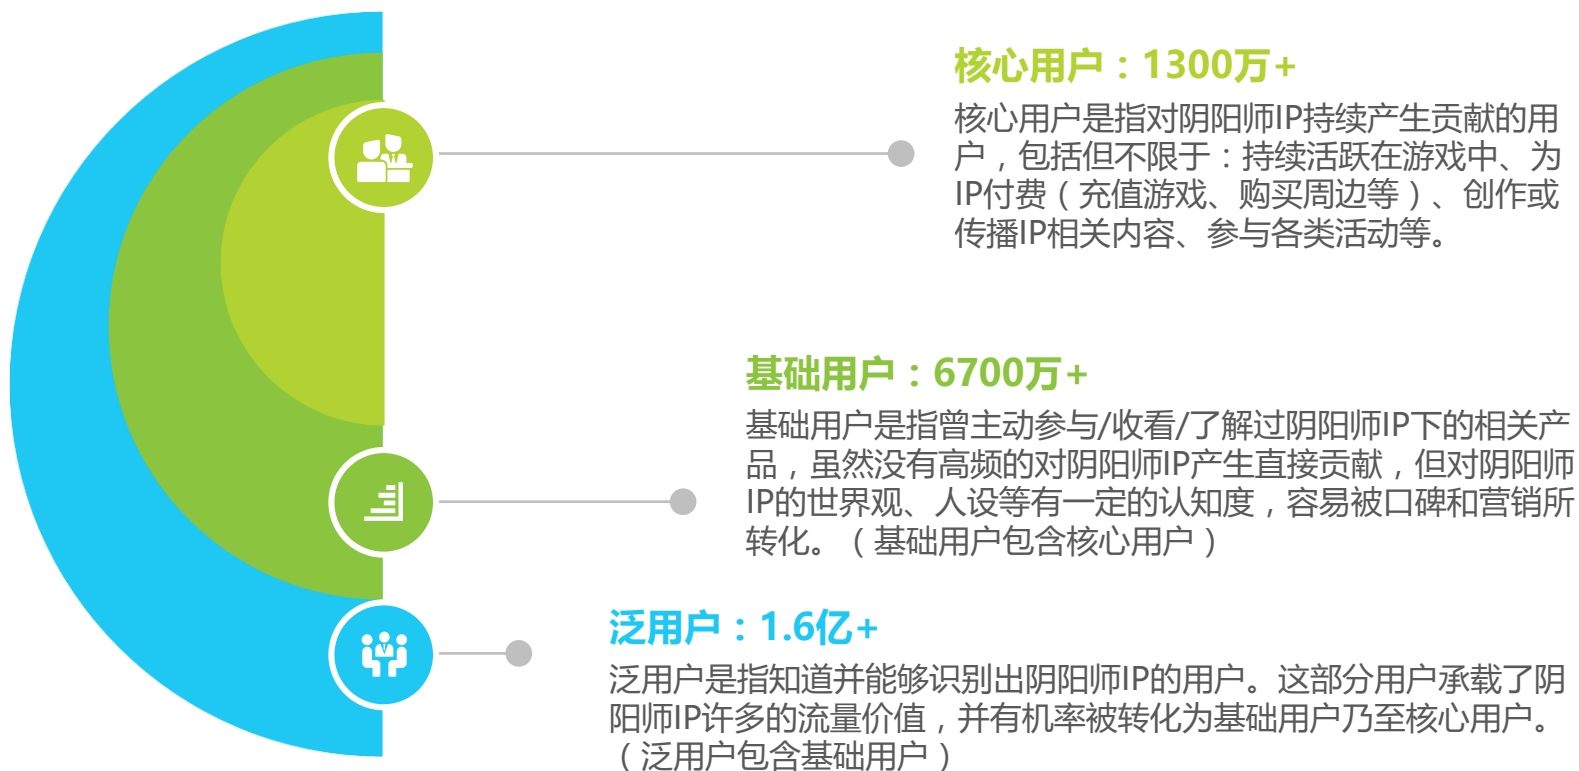 核心用户：1300万+
核心用户是指对阴阳师IP持续产生贡献的用
户，包括但不限于：持续活跃在游戏中、为
IP付费（充值游戏、购买周边等）、创作或
传播IP相关内容、参与各类活动等。
基础用户：6700万+
基础用户是指曾主动参与/收看/了解过阴阳师IP下的相关产
品，虽然没有高频的对阴阳师IP产生直接贡献，但对阴阳师
IP的世界观、人设等有一定的认知度，容易被口碑和营销所
转化。（基础用户包含核心用户）
泛用户：1.6亿+
泛用户是指知道并能够识别出阴阳师IP的用户。这部分用户承载了阴
阳师IP许多的流量价值，并有机率被转化为基础用户乃至核心用户。
（泛用户包含基础用户）